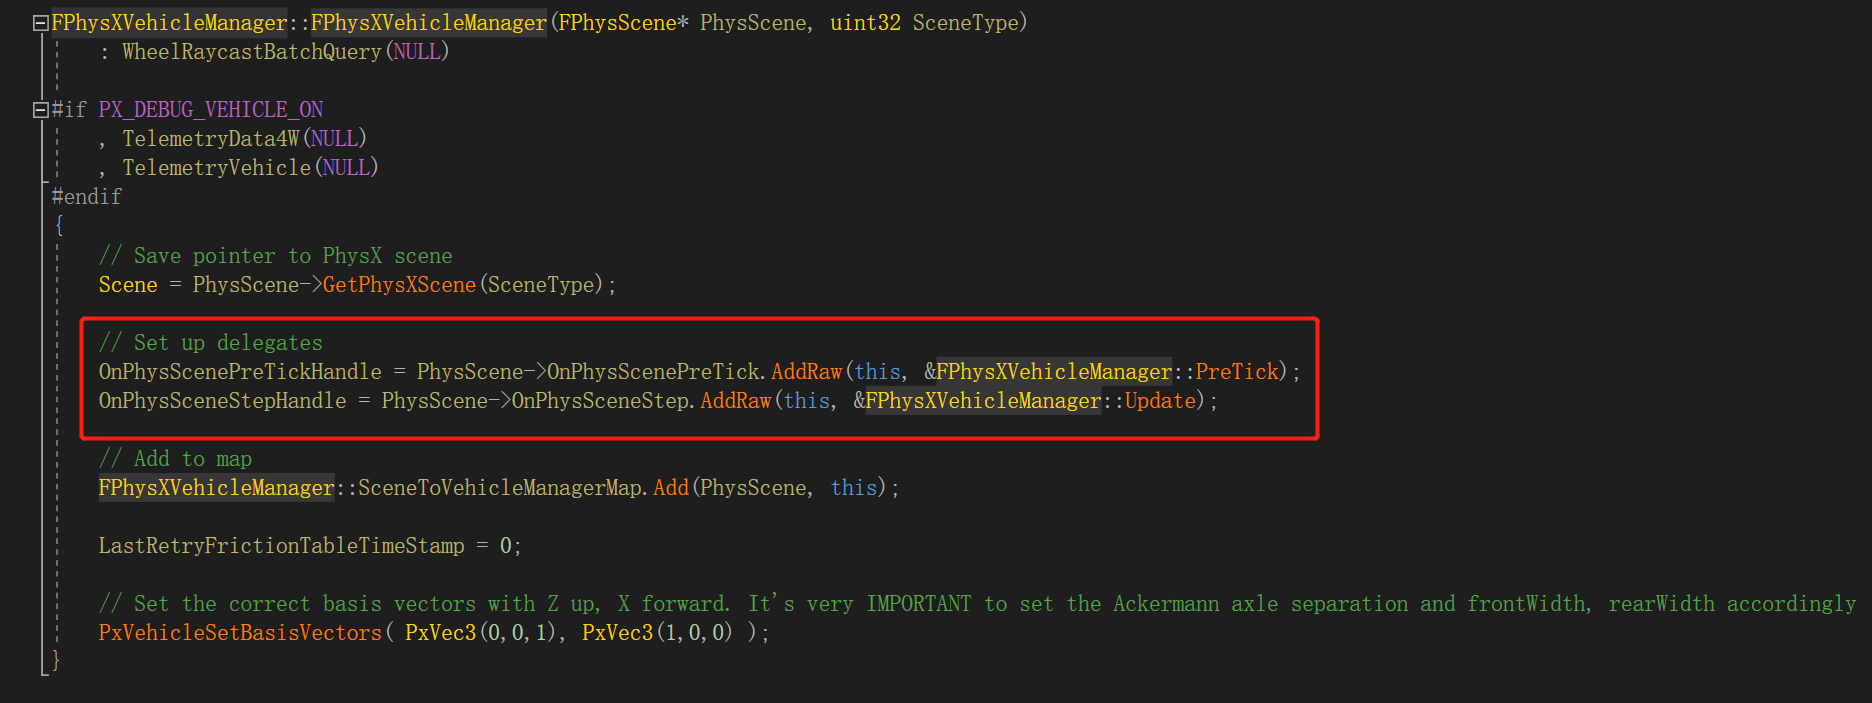 FPhysXVehicleManager::FPhysXVehicleManager(FPhysScene* PhysScene, uint32 SceneType)
: WheelRaycastBatchQuery(NULL)
#if PX_DEBUG_VEHICLE_ON
, TelemetryData4W(NULL)
, TelemetryVehicle(NULL)
#endif
{
// Save pointer to PhysX scene
Scene = PhysScene->GetPhysXScene(SceneType);
// Set up delegates
OnPhysScenePreTickHandle = PhysScene->OnPhysScenePreTick.AddRaw(this, &FPhysXVehicleManager::PreTick);
OnPhysSceneStepHandle = PhysScene->OnPhysSceneStep.AddRaw(this, &FPhysXVehicleManager::Update);
// Add to map
FPhysXVehicleManager::SceneToVehicleManagerMap.Add(PhysScene, this);
LastRetryFrictionTableTimeStamp = 0;
// Set the correct basis vectors with Z up, X forward. It's very IMPORTANT to set the Ackermann axle separation and frontWidth, rearWidth accordingly
PxVehicleSetBasisVectors( PxVec3(0,0,1), PxVec3(1,0,0) );
}